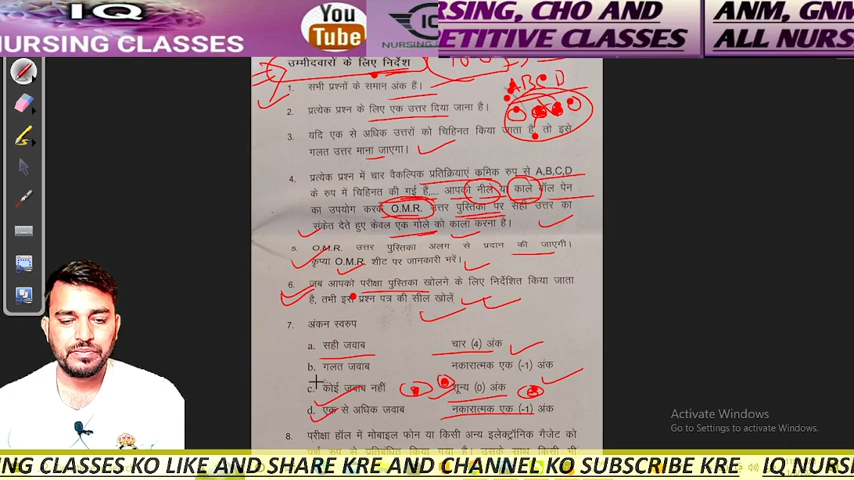 IQ
NURSING CLASSES
You
Tube
IQ
NURSING
RSING, CHO AND
ETITIVE CLASSES
ANM, GNM
ALL NURS
उम्मीदवारों के लिए निर्देश
A B C D
1. सभी प्रश्नों के समान अंक हैं।
2. प्रत्येक प्रश्न के लिए एक उत्तर दिया जाना है।
3. यदि एक से अधिक उत्तरों को चिन्हित किया जाता है, तो इसे
गलत उत्तर माना जाएगा।
4. प्रत्येक प्रश्न में चार वैकल्पिक प्रतिक्रियाएं क्रमिक रुप से A,B,C,D
के रुप में चिह्नित की गई हैं,... आपको नीले या काले बॉल पेन
का उपयोग करके O.M.R. उत्तर पुस्तिका पर सही उत्तर का
संकेत देते हुए केवल एक गोले को काला करना है।
5. O.M.R. उत्तर पुस्तिका अलग से प्रदान की जाएगी।
कृप्या O.M.R. शीट पर जानकारी भरें।
6. जब आपको परीक्षा पुस्तिका खोलने के लिए निर्देशित किया जाता
है, तभी इस प्रश्न पत्र की सील खोलें
7. अंकन स्वरुप
a. सही जवाब चार (4) अंक
b. गलत जवाब नकारात्मक एक (-1) अंक
c. कोई जवाब नहीं शून्य (0) अंक
d. एक से अधिक जवाब नकारात्मक एक (-1) अंक
8. परीक्षा हॉल में मोबाइल फोन या किसी अन्य इलेक्ट्रॉनिक गैजेट को
Activate Windows
Go to Settings to activate Windows.
ING CLASSES KO LIKE AND SHARE KRE AND CHANNEL KO SUBSCRIBE KRE IQ NURSI